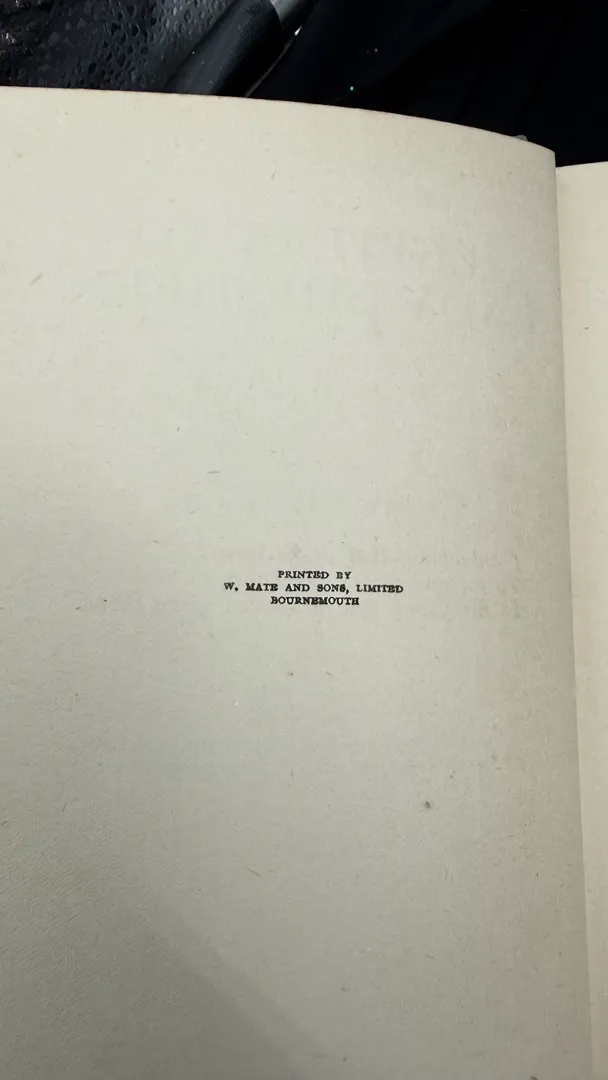 PRINTED BY
W. MATE AND SONS, LIMITED
BOURNEMOUTH